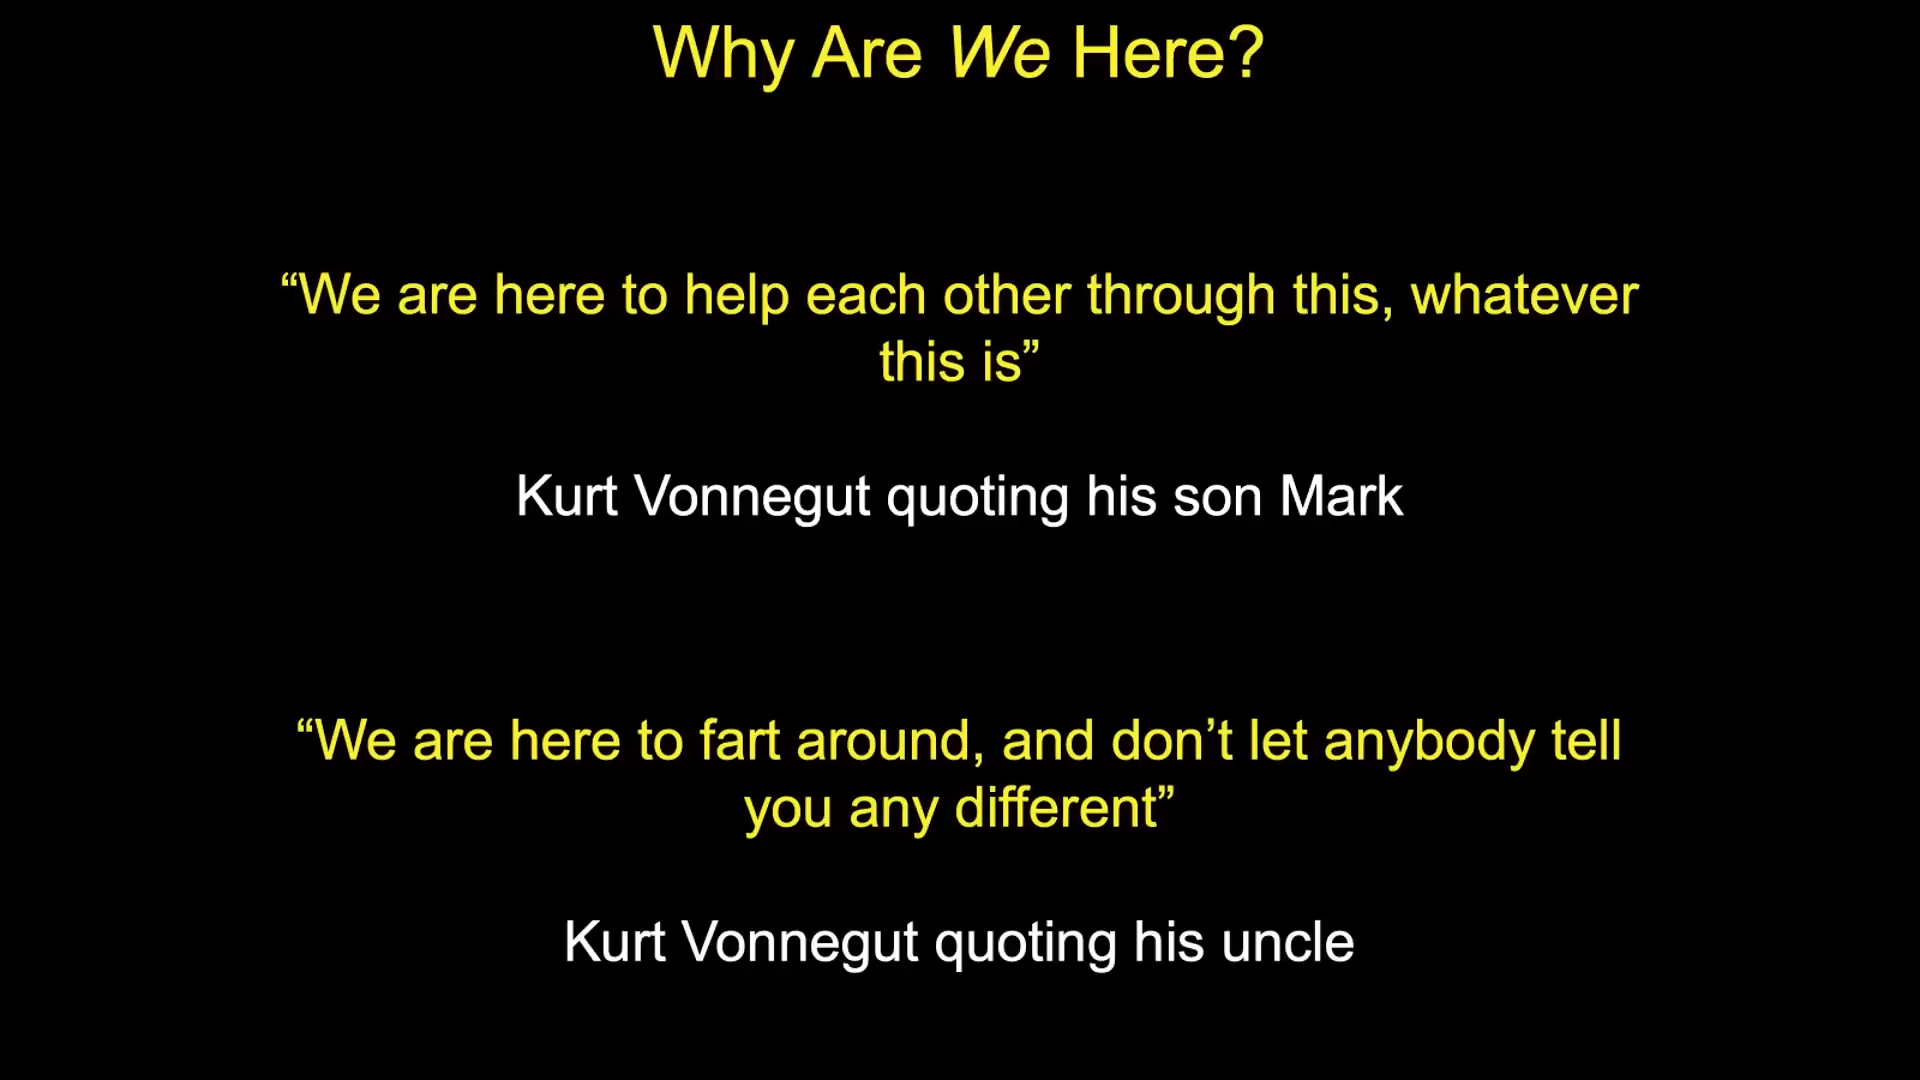 Why Are We Here?
“We are here to help each other through this, whatever
this is”
Kurt Vonnegut quoting his son Mark
“We are here to fart around, and don’t let anybody tell
you any different”
Kurt Vonnegut quoting his uncle